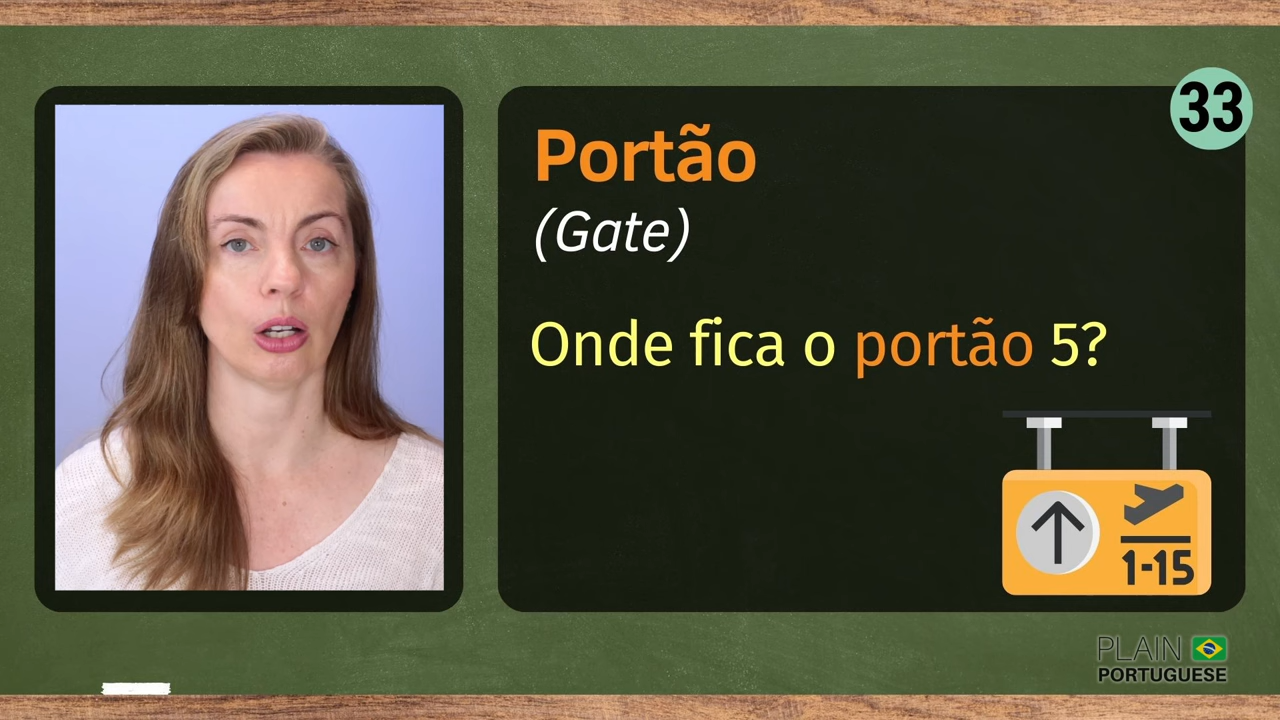 33
Portão
(Gate)
Onde fica o portão 5?
1-15
PLAIN
PORTUGUESE